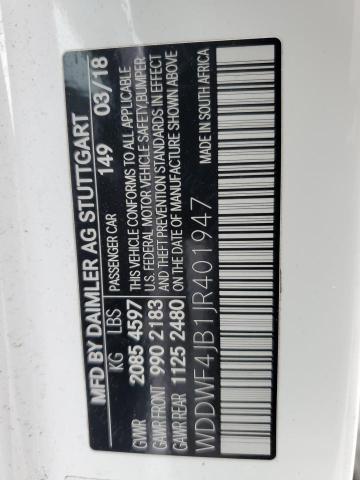 MFD BY DAIMLER AG STUTTGART
KG LBS PASSENGER CAR 149 03/18
GVWR 2085 4597 THIS VEHICLE CONFORMS TO ALL APPLICABLE
GAWR FRONT 990 2183 U.S. FEDERAL MOTOR VEHICLE SAFETY,BUMPER
AND THEFT PREVENTION STANDARDS IN EFFECT
GAWR REAR 1125 2480 ON THE DATE OF MANUFACTURE SHOWN ABOVE
WDDWF4JB1JR401947 MADE IN SOUTH AFRICA